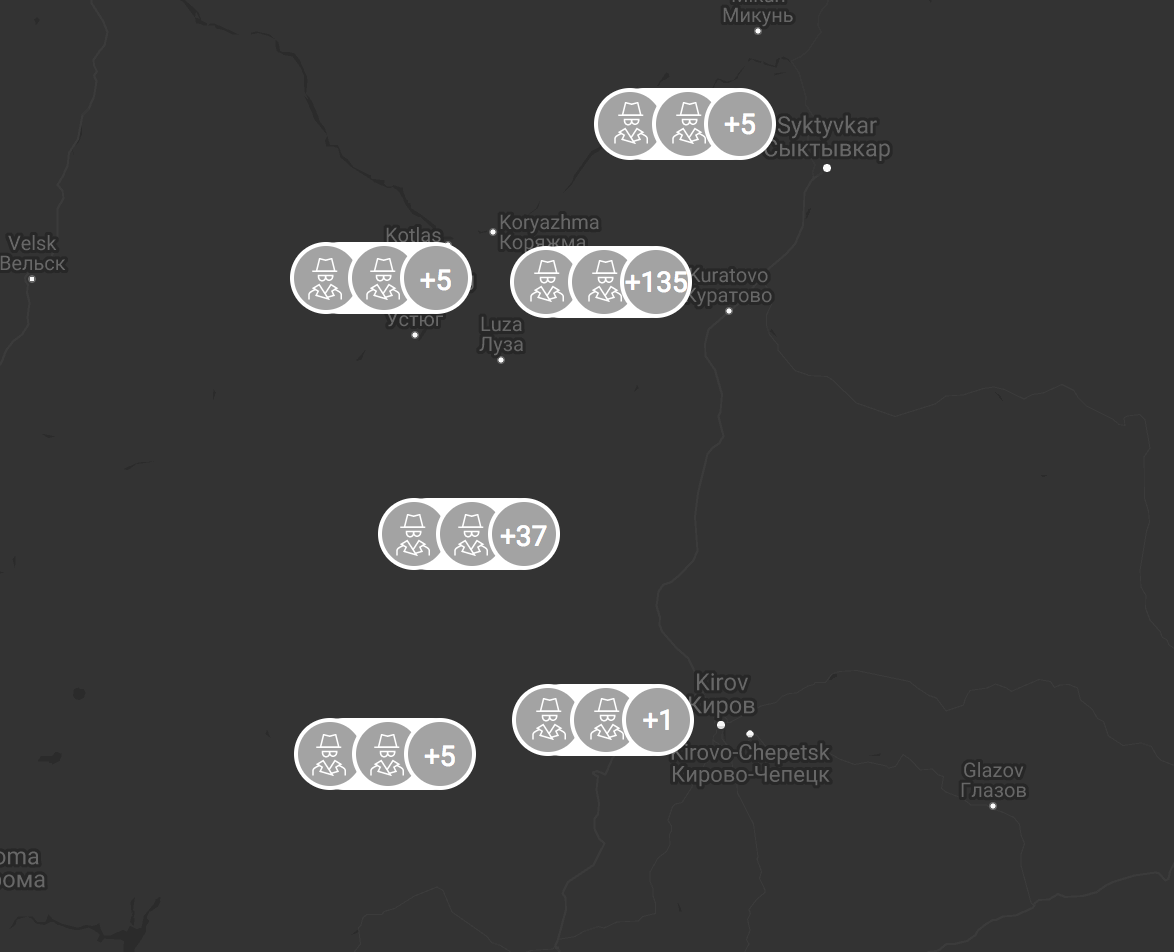 Микунь
+5
Syktyvkar
Сыктывкар
Velsk
Вельск
Kotlas
Koryazhma
Коряжма
+5
+135
Kuratovo
Куратово
Устюг
Luza
Луза
+37
Kirov
Киров
+1
+5
Kirovo-Chepetsk
Кирово-Чепецк
Glazov
Глазов
oma
рома